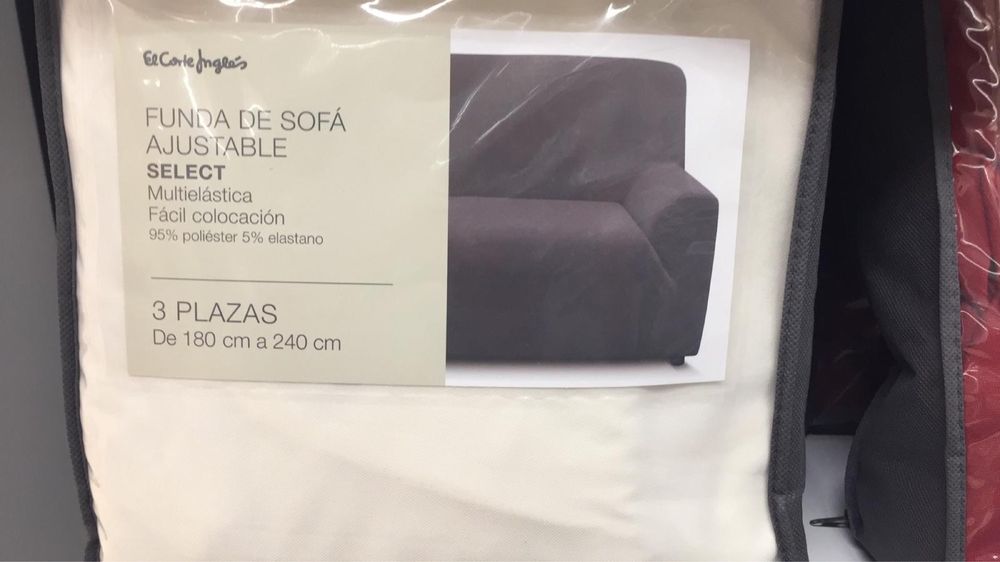 El Corte Inglés
FUNDA DE SOFÁ
AJUSTABLE
SELECT
Multielástica
Fácil colocación
95% poliéster 5% elastano
3 PLAZAS
De 180 cm a 240 cm